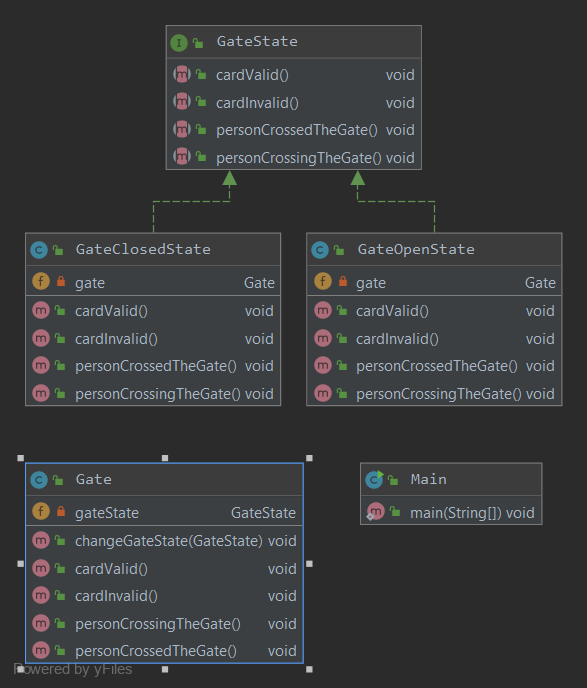 GateState
cardValid() void
cardInvalid() void
personCrossedTheGate() void
personCrossingTheGate() void
GateClosedState
gate Gate
cardValid() void
cardInvalid() void
personCrossedTheGate() void
personCrossingTheGate() void
GateOpenState
gate Gate
cardValid() void
cardInvalid() void
personCrossedTheGate() void
personCrossingTheGate() void
Gate
gateState GateState
changeGateState(GateState) void
cardValid() void
cardInvalid() void
personCrossingTheGate() void
personCrossedTheGate() void
Main
main(String[]) void
Powered by yFiles